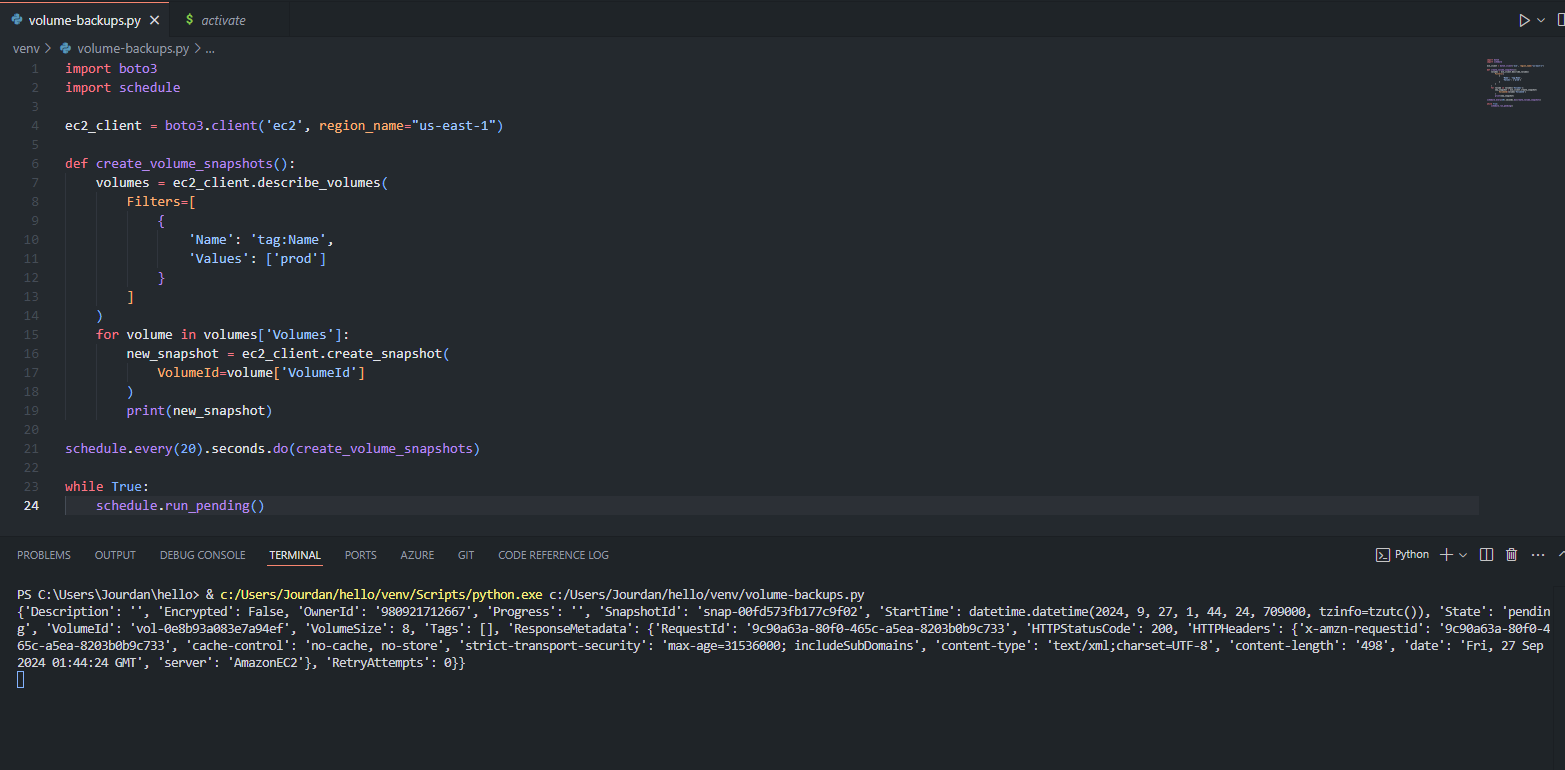 volume-backups.py
$ activate
venv > volume-backups.py > ...
1 import boto3
2 import schedule
3
4 ec2_client = boto3.client('ec2', region_name="us-east-1")
5
6 def create_volume_snapshots():
7     volumes = ec2_client.describe_volumes(
8         Filters=[
9             {
10                 'Name': 'tag:Name',
11                 'Values': ['prod']
12             }
13         ]
14     )
15     for volume in volumes['Volumes']:
16         new_snapshot = ec2_client.create_snapshot(
17             VolumeId=volume['VolumeId']
18         )
19         print(new_snapshot)
20
21 schedule.every(20).seconds.do(create_volume_snapshots)
22
23 while True:
24     schedule.run_pending()
PROBLEMS OUTPUT DEBUG CONSOLE TERMINAL PORTS AZURE GIT CODE REFERENCE LOG Python
PS C:\Users\Jourdan\hello> & c:/Users/Jourdan/hello/venv/Scripts/python.exe c:/Users/Jourdan/hello/venv/volume-backups.py
{'Description': '', 'Encrypted': False, 'OwnerId': '980921712667', 'Progress': '', 'SnapshotId': 'snap-00fd573fb177c9f02', 'StartTime': datetime.datetime(2024, 9, 27, 1, 44, 24, 709000, tzinfo=tzutc()), 'State': 'pendin
g', 'VolumeId': 'vol-0e8b93a083e7a94ef', 'VolumeSize': 8, 'Tags': [], 'ResponseMetadata': {'RequestId': '9c90a63a-80f0-465c-a5ea-8203b0b9c733', 'HTTPStatusCode': 200, 'HTTPHeaders': {'x-amzn-requestid': '9c90a63a-80f0-4
65c-a5ea-8203b0b9c733', 'cache-control': 'no-cache, no-store', 'strict-transport-security': 'max-age=31536000; includeSubDomains', 'content-type': 'text/xml;charset=UTF-8', 'content-length': '498', 'date': 'Fri, 27 Sep
2024 01:44:24 GMT', 'server': 'AmazonEC2'}, 'RetryAttempts': 0}}